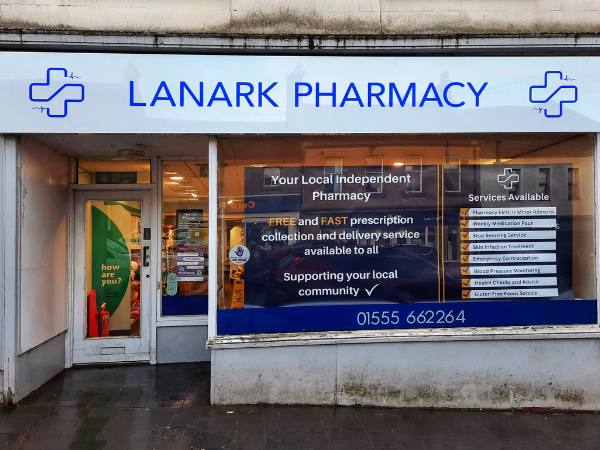 LANARK PHARMACY
Your Local Independent
Pharmacy
FREE and FAST prescription
collection and delivery service
available to all
Supporting your local
community
Services Available
Pharmacy First +/ Minor Ailments
Weekly Medication Pack
Stop Smoking Service
Skin Infection Treatment
Emergency Contraception
Blood Pressure Monitoring
Health Checks and Advice
Gluten Free Foods Service
01555 662264
how
are
you?